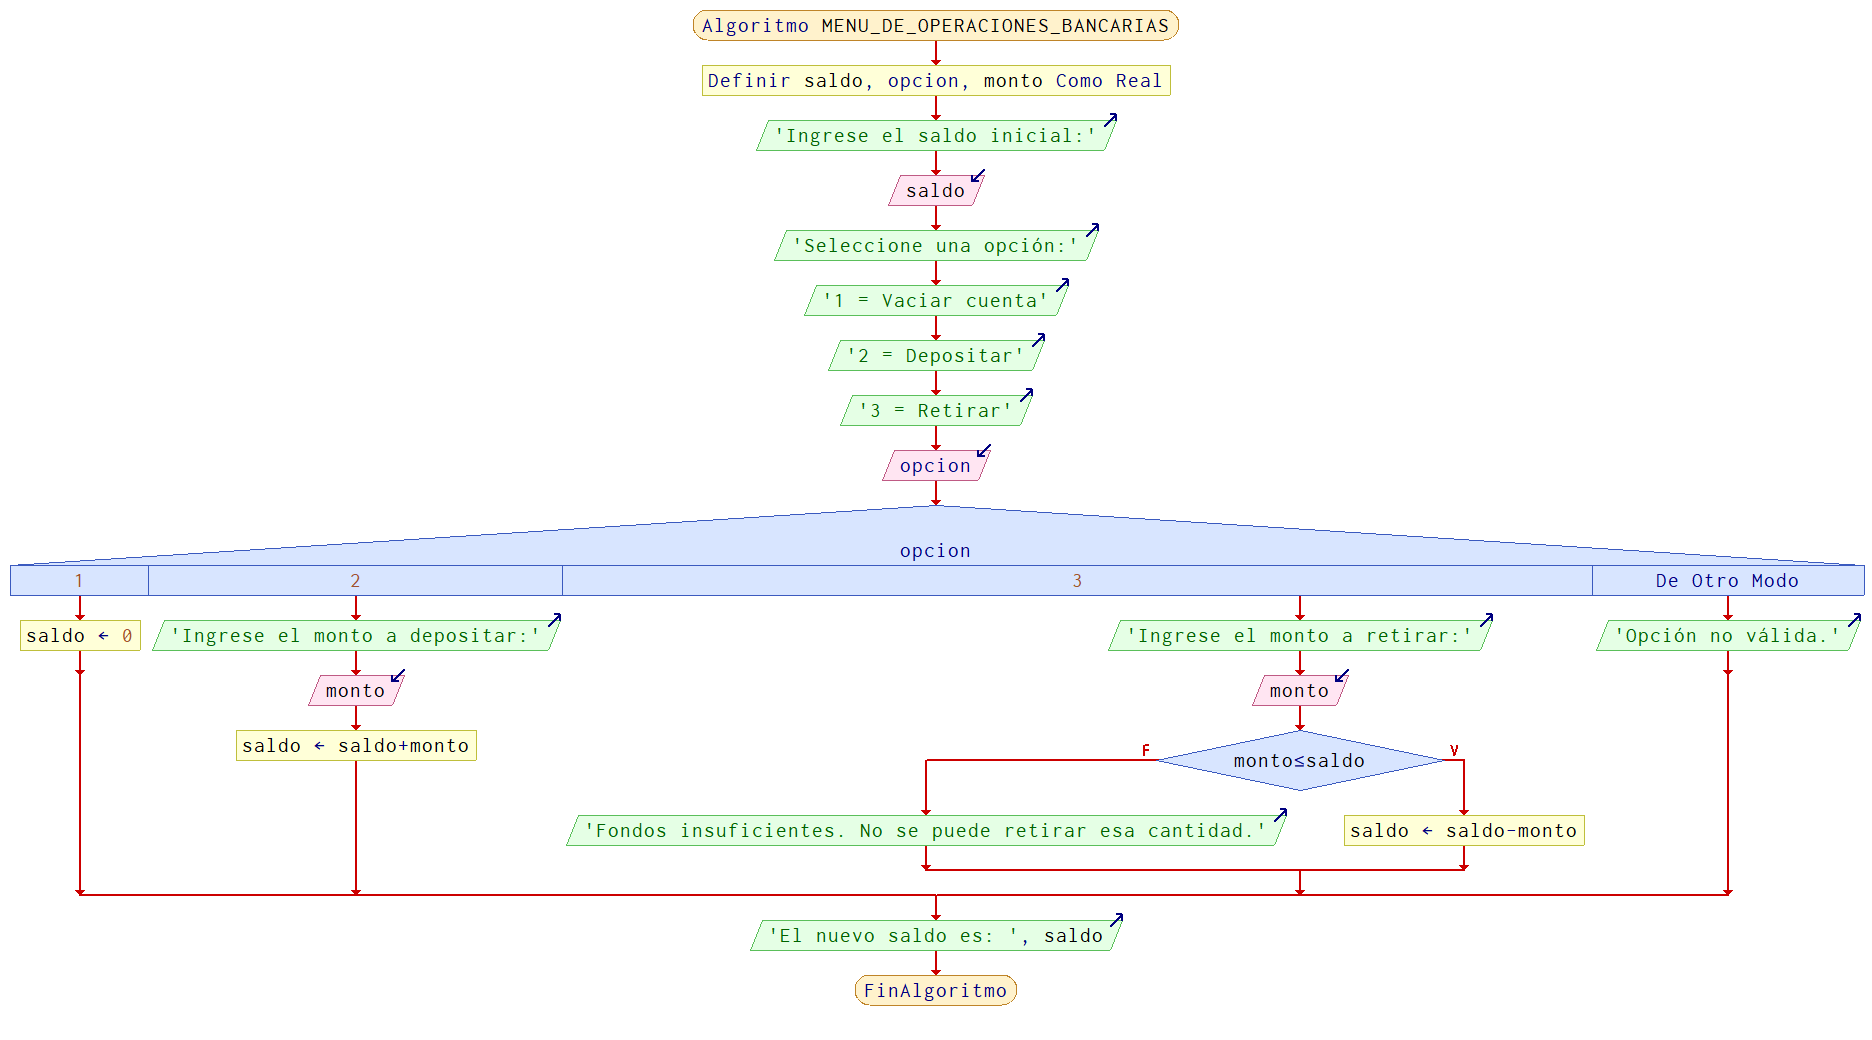 Algoritmo MENU_DE_OPERACIONES_BANCARIAS
Definir saldo, opcion, monto Como Real
'Ingrese el saldo inicial:'
saldo
'Seleccione una opción:'
'1 = Vaciar cuenta'
'2 = Depositar'
'3 = Retirar'
opcion
opcion
1
2
3
De Otro Modo
saldo ← 0
'Ingrese el monto a depositar:'
monto
saldo ← saldo+monto
'Ingrese el monto a retirar:'
monto
monto≤saldo
F
V
'Fondos insuficientes. No se puede retirar esa cantidad.'
saldo ← saldo-monto
'Opción no válida.'
'El nuevo saldo es: ', saldo
FinAlgoritmo